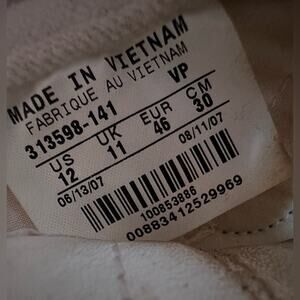 MADE IN VIETNAM
FABRIQUE AU VIETNAM
313598-141 VP
US UK EUR CM
12 11 46 30
06/13/07 08/11/07
100853886
00883412529969